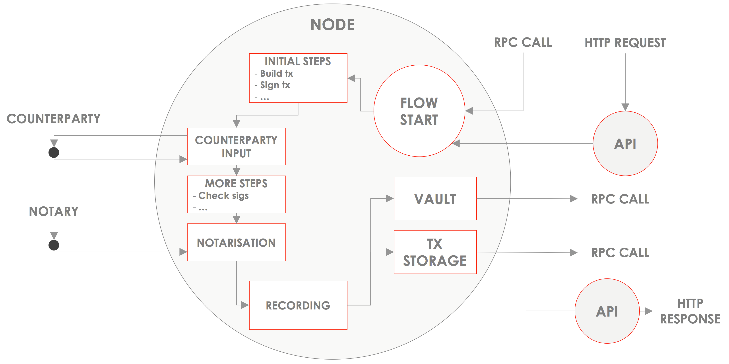 NODE
RPC CALL
HTTP REQUEST
INITIAL STEPS
- Build tx
- Sign tx
- ...
FLOW
START
COUNTERPARTY
COUNTERPARTY
INPUT
API
MORE STEPS
- Check sigs
- ...
VAULT
RPC CALL
NOTARY
NOTARISATION
TX
STORAGE
RPC CALL
RECORDING
API
HTTP
RESPONSE